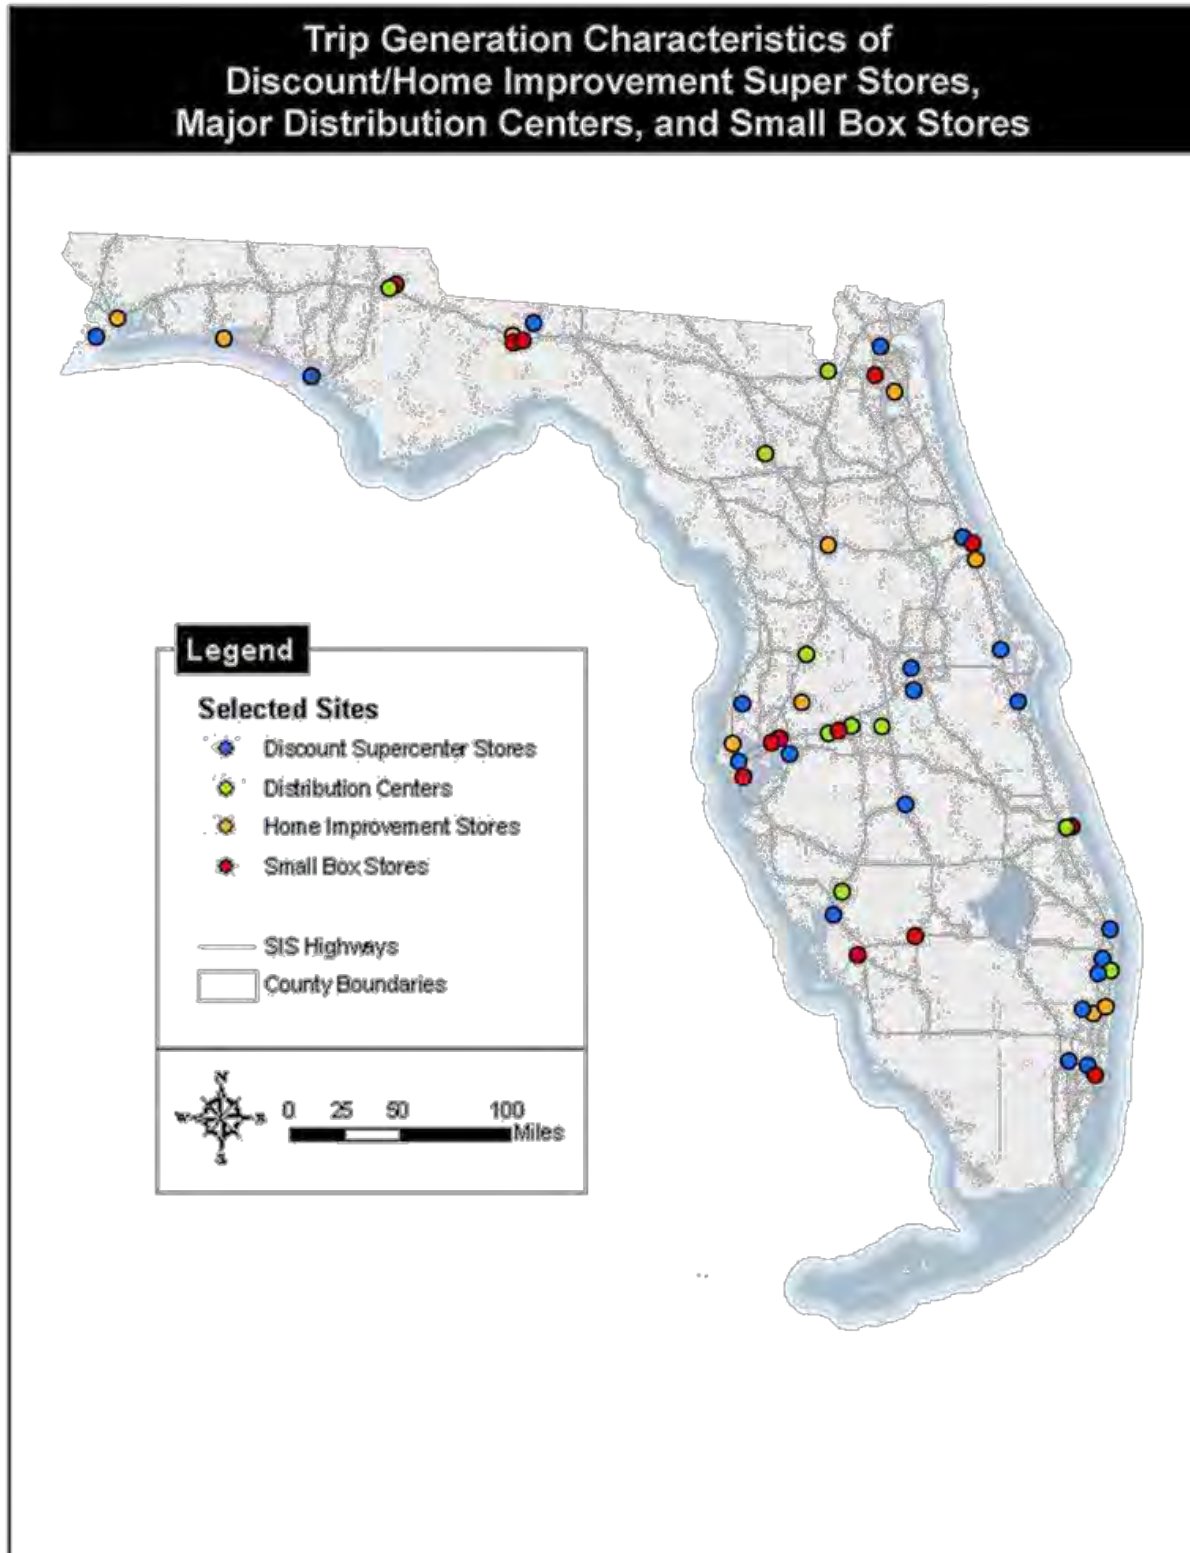 Trip Generation Characteristics of
Discount/Home Improvement Super Stores,
Major Distribution Centers, and Small Box Stores
Legend
Selected Sites
Discount Supercenter Stores
Distribution Centers
Home Improvement Stores
Small Box Stores
SIS Highways
County Boundaries
N
W E
S
0 25 50 100
Miles